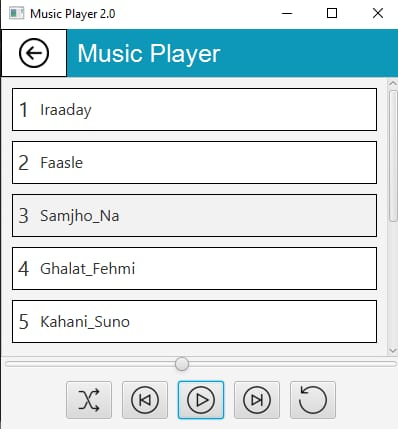 Music Player 2.0
Music Player
1 Iraaday
2 Faasle
3 Samjho_Na
4 Ghalat_Fehmi
5 Kahani_Suno